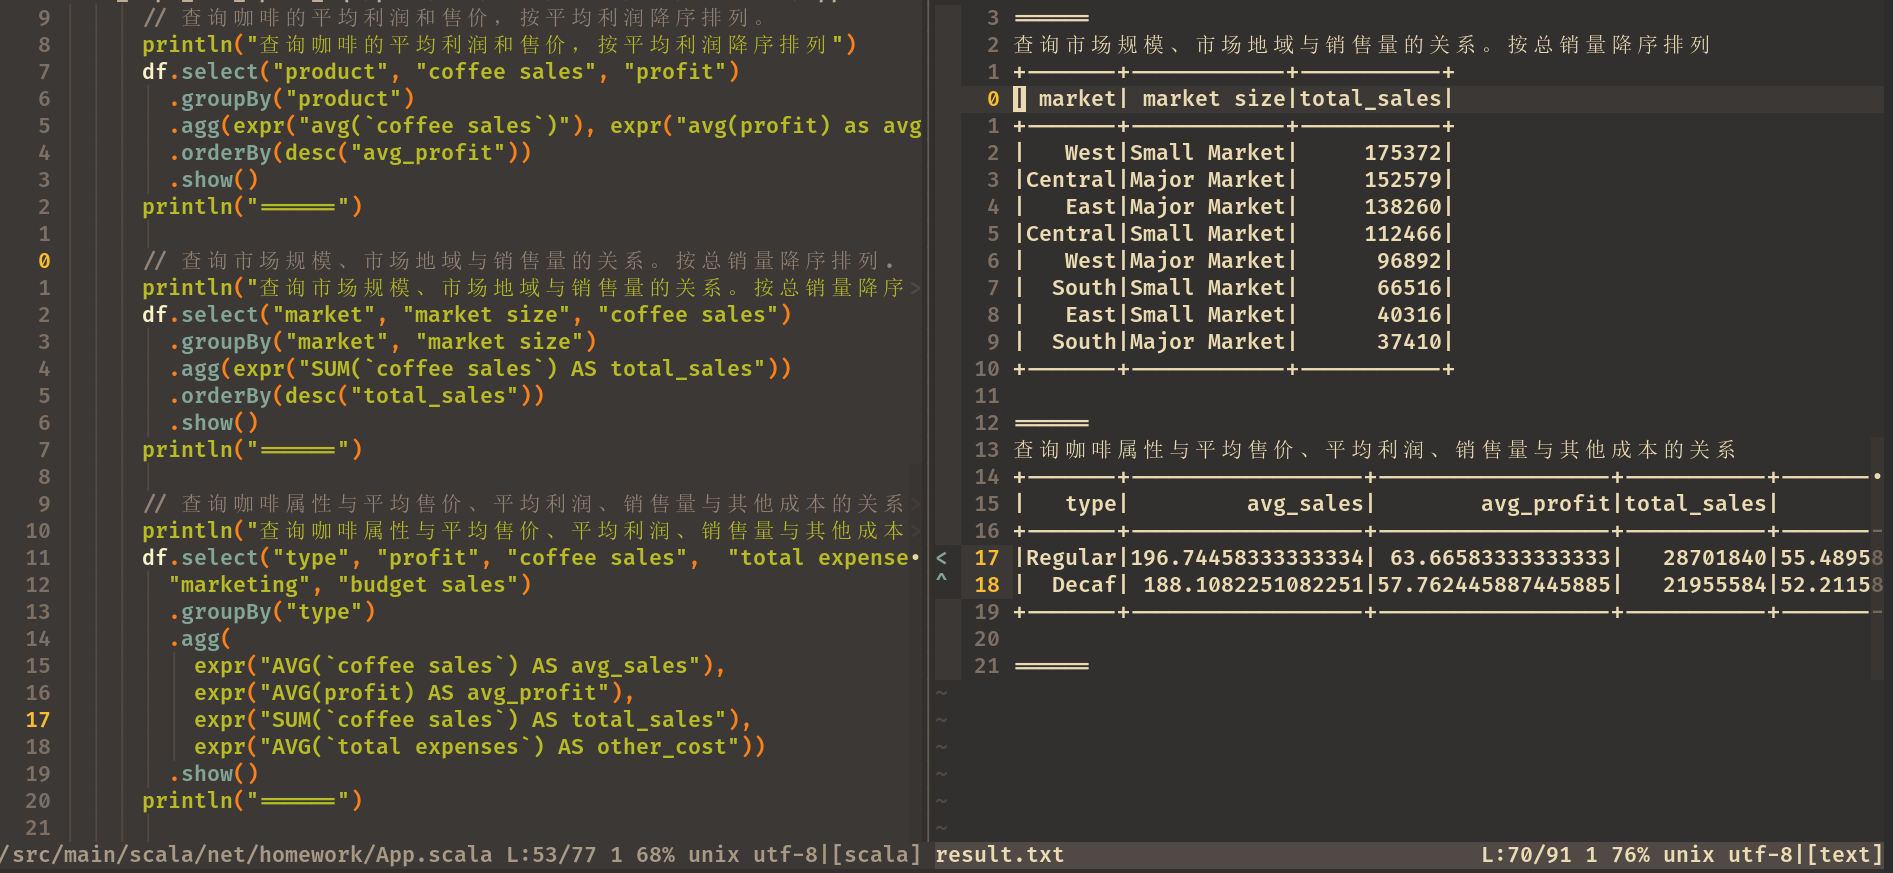 9 // 查询咖啡的平均利润和售价，按平均利润降序排列。
8 println("查询咖啡的平均利润和售价，按平均利润降序排列")
7 df.select("product", "coffee sales", "profit")
6 .groupBy("product")
5 .agg(expr("avg(`coffee sales`)"), expr("avg(profit) as avg
4 .orderBy(desc("avg_profit"))
3 .show()
2 println("======")
1
0 // 查询市场规模、市场地域与销售量的关系。按总销量降序排列.
1 println("查询市场规模、市场地域与销售量的关系。按总销量降序>
2 df.select("market", "market size", "coffee sales")
3 .groupBy("market", "market size")
4 .agg(expr("SUM(`coffee sales`) AS total_sales"))
5 .orderBy(desc("total_sales"))
6 .show()
7 println("======")
8
9 // 查询咖啡属性与平均售价、平均利润、销售量与其他成本的关系>
10 println("查询咖啡属性与平均售价、平均利润、销售量与其他成本>
11 df.select("type", "profit", "coffee sales",  "total expense•
12 "marketing", "budget sales")
13 .groupBy("type")
14 .agg(
15 expr("AVG(`coffee sales`) AS avg_sales"),
16 expr("AVG(profit) AS avg_profit"),
17 expr("SUM(`coffee sales`) AS total_sales"),
18 expr("AVG(`total expenses`) AS other_cost"))
19 .show()
20 println("======")
21
/src/main/scala/net/homework/App.scala L:53/77 1 68% unix utf-8|[scala]
3 ======
2 查询市场规模、市场地域与销售量的关系。按总销量降序排列
1 +-------+------------+-----------+
0 | market| market size|total_sales|
1 +-------+------------+-----------+
2 |   West|Small Market|     175372|
3 |Central|Major Market|     152579|
4 |   East|Major Market|     138260|
5 |Central|Small Market|     112466|
6 |   West|Major Market|      96892|
7 |  South|Small Market|      66516|
8 |   East|Small Market|      40316|
9 |  South|Major Market|      37410|
10 +-------+------------+-----------+
11
12 ======
13 查询咖啡属性与平均售价、平均利润、销售量与其他成本的关系
14 +-------+------------------+------------------+-----------+-------•
15 |   type|         avg_sales|        avg_profit|total_sales|
16 +-------+------------------+------------------+-----------+--------
< 17 |Regular|196.74458333333334| 63.66583333333333|   28701840|55.48958
^ 18 |  Decaf| 188.1082251082251|57.762445887445885|   21955584|52.21158
19 +-------+------------------+------------------+-----------+--------
20
21 ======
~
~
~
~
~
~
result.txt L:70/91 1 76% unix utf-8|[text]